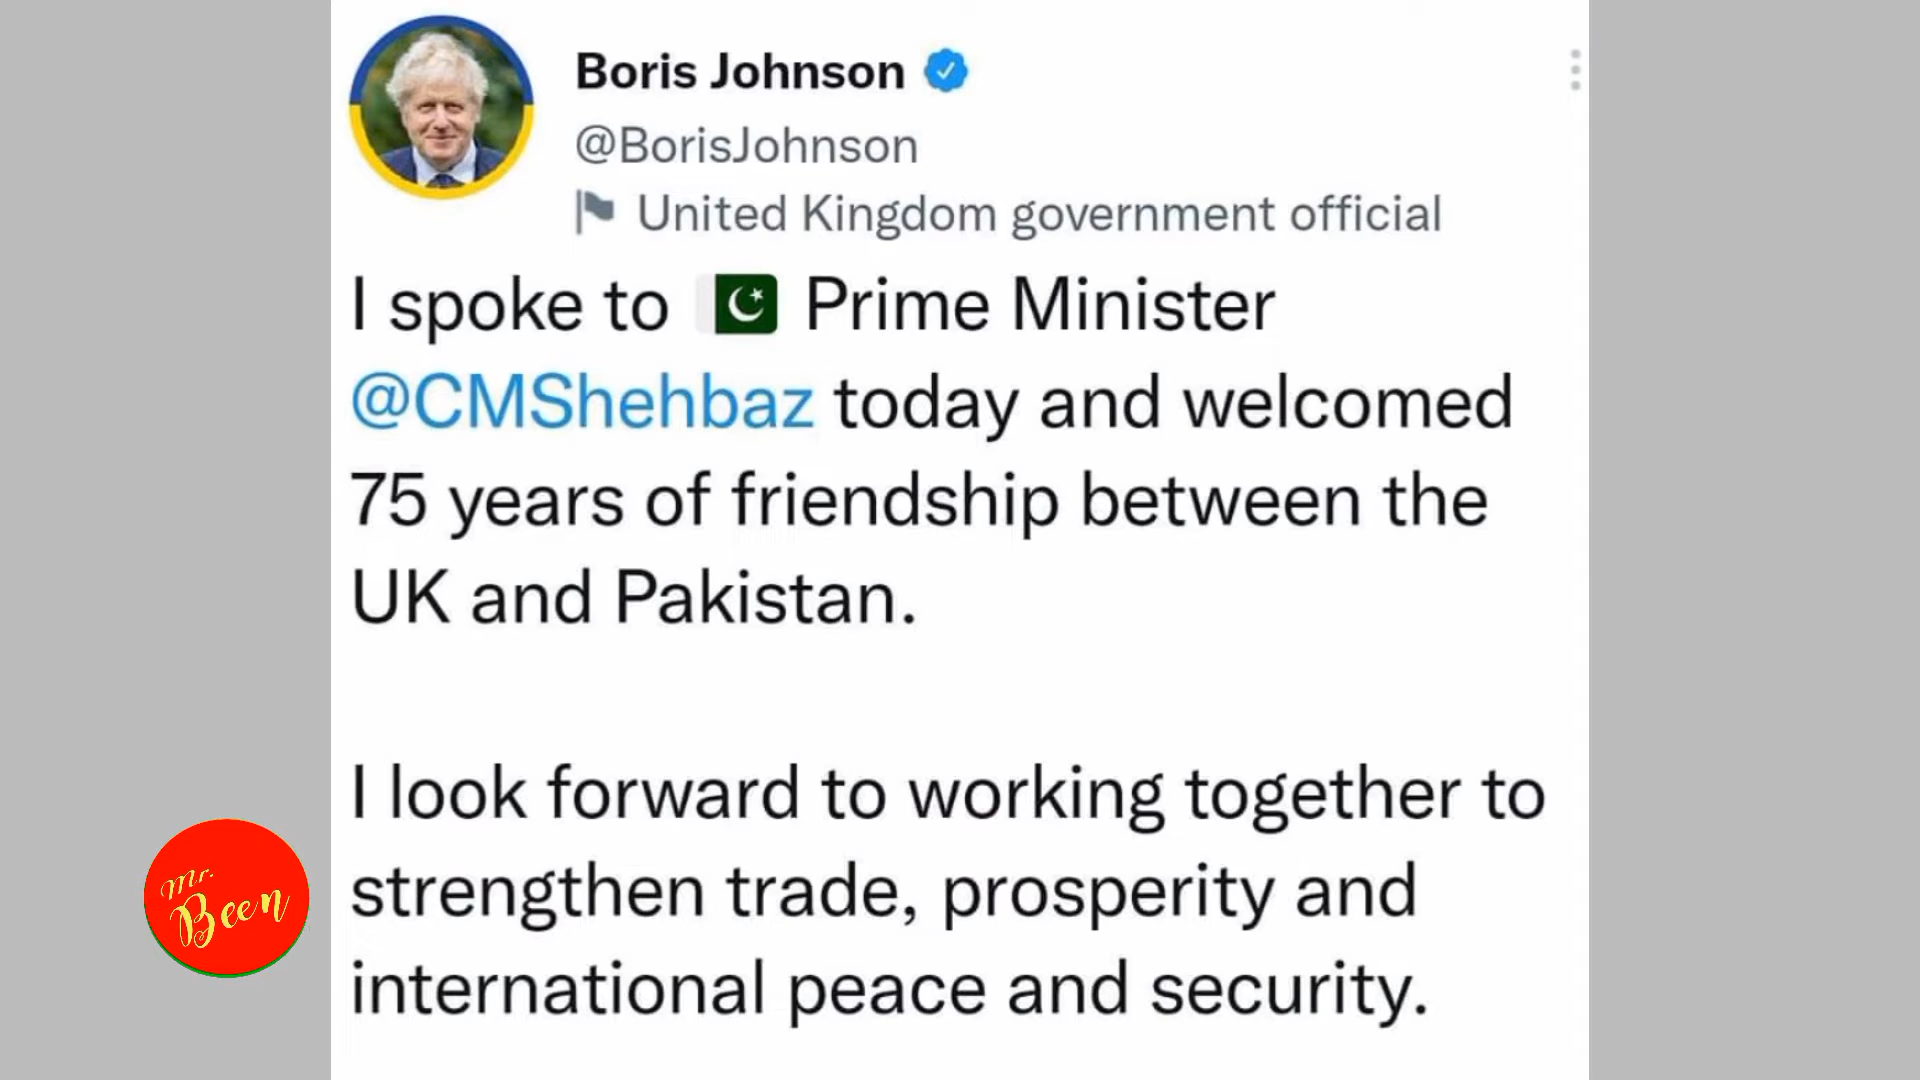 Boris Johnson
@BorisJohnson
United Kingdom government official
I spoke to 🇵🇰 Prime Minister
@CMShehbaz today and welcomed
75 years of friendship between the
UK and Pakistan.
I look forward to working together to
strengthen trade, prosperity and
international peace and security.
Mr.
Been